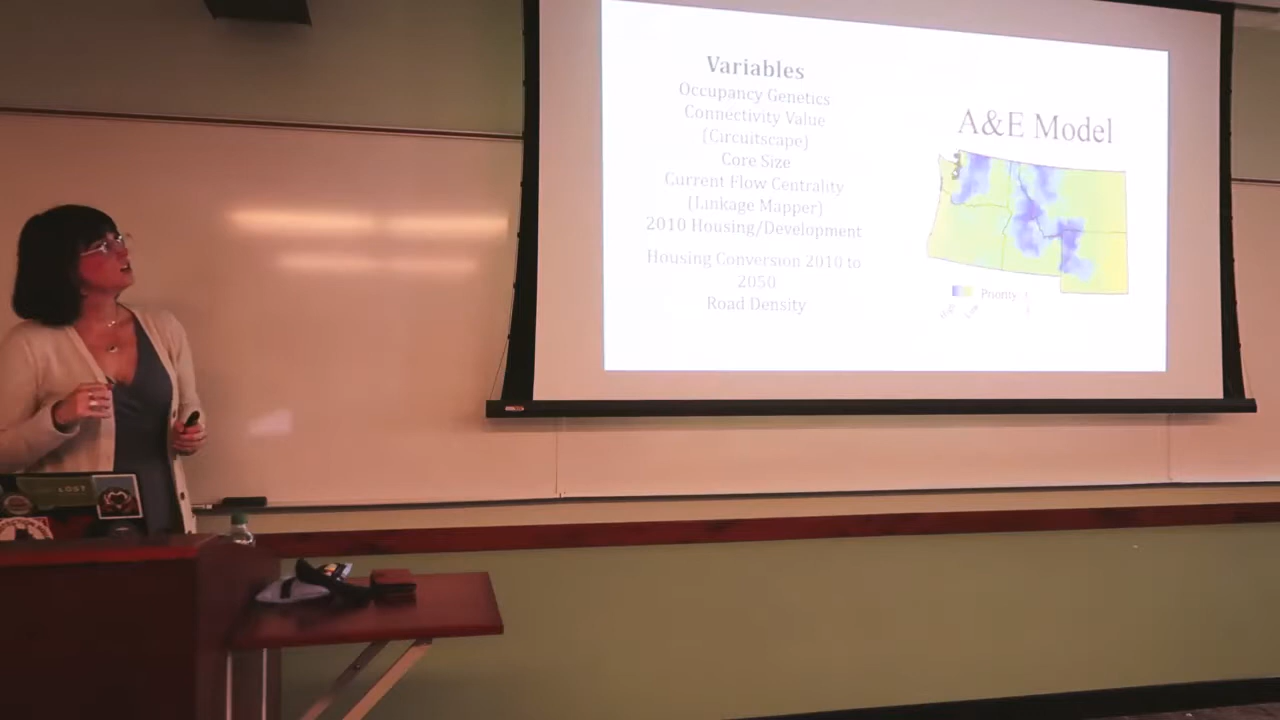 Variables
Occupancy Genetics
Connectivity Value
(Circuitscape)
Core Size
Current Flow Centrality
(Linkage Mapper)
2010 Housing/Development
Housing Conversion 2010 to
2050
Road Density
A&E Model
Priority
LOST